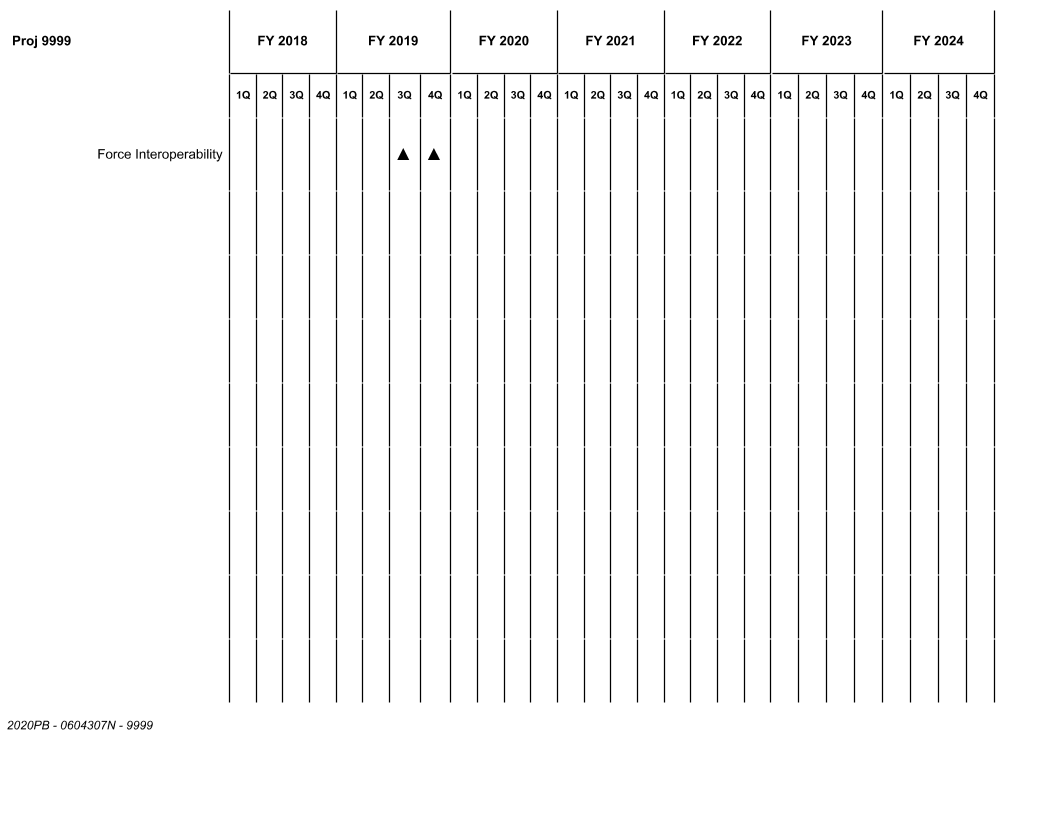 Proj 9999 FY 2018 FY 2019 FY 2020 FY 2021 FY 2022 FY 2023 FY 2024
1Q 2Q 3Q 4Q 1Q 2Q 3Q 4Q 1Q 2Q 3Q 4Q 1Q 2Q 3Q 4Q 1Q 2Q 3Q 4Q 1Q 2Q 3Q 4Q 1Q 2Q 3Q 4Q
Force Interoperability
2020PB - 0604307N - 9999